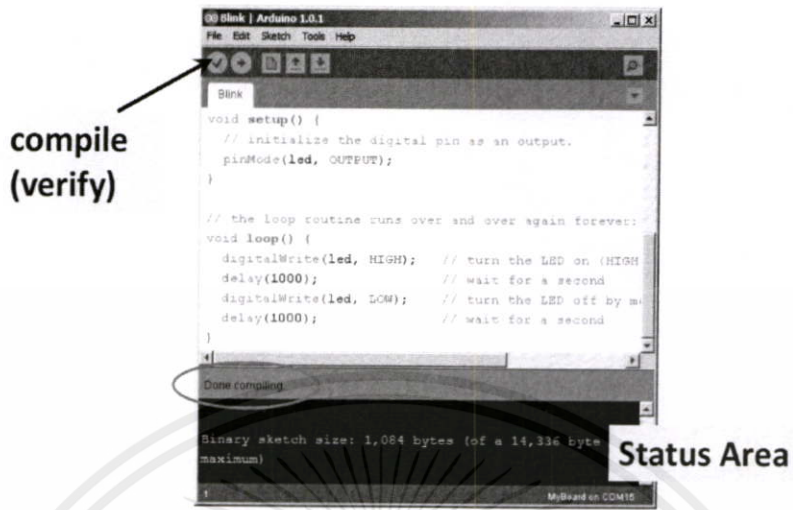 Blink | Arduino 1.0.1
File Edit Sketch Tools Help
Blink
compile
(verify)
void setup() {
// initialize the digital pin as an output.
pinMode(led, OUTPUT);
}
// the loop routine runs over and over again forever:
void loop() {
digitalWrite(led, HIGH); // turn the LED on (HIGH
delay(1000); // wait for a second
digitalWrite(led, LOW); // turn the LED off by m
delay(1000); // wait for a second
}
Done compiling
Binary sketch size: 1,084 bytes (of a 14,336 byte
maximum)
Status Area
1 MyBoard on COM15